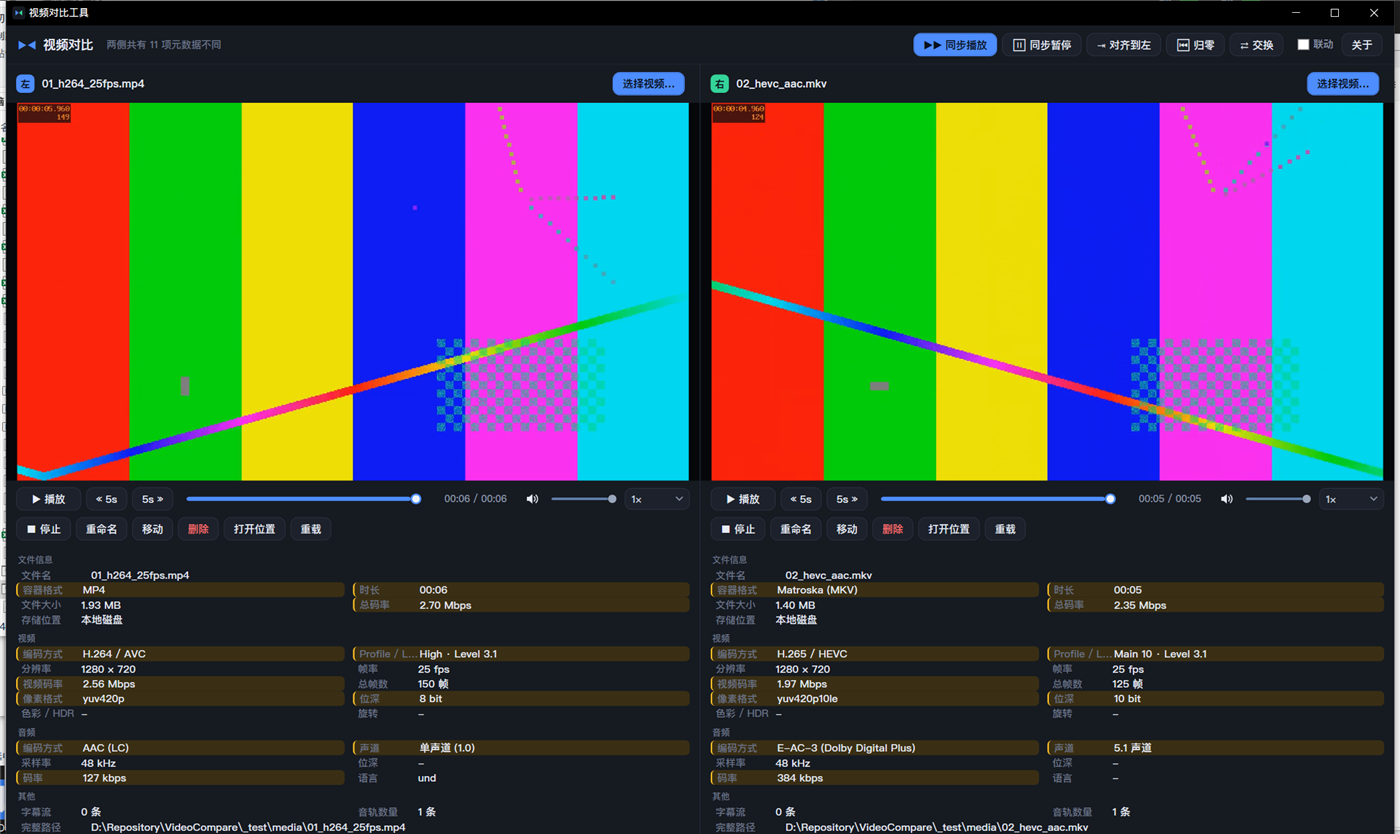 视频对比工具
视频对比 两侧共有 11 项元数据不同 同步播放 同步暂停 对齐到左 归零 交换 联动 关于
左 01_h264_25fps.mp4 选择视频...
00:00:05.960
149
播放 « 5s 5s » 00:06 / 00:06 1x
停止 重命名 移动 删除 打开位置 重载
文件信息
文件名 01_h264_25fps.mp4
容器格式 MP4 时长 00:06
文件大小 1.93 MB 总码率 2.70 Mbps
存储位置 本地磁盘
视频
编码方式 H.264 / AVC Profile / L... High · Level 3.1
分辨率 1280 × 720 帧率 25 fps
视频码率 2.56 Mbps 总帧数 150 帧
像素格式 yuv420p 位深 8 bit
色彩 / HDR – 旋转 –
音频
编码方式 AAC (LC) 声道 单声道 (1.0)
采样率 48 kHz 位深 –
码率 127 kbps 语言 und
其他
字幕流 0 条 音轨数量 1 条
完整路径 D:\Repository\VideoCompare\_test\media\01_h264_25fps.mp4
右 02_hevc_aac.mkv 选择视频...
00:00:04.960
124
播放 « 5s 5s » 00:05 / 00:05 1x
停止 重命名 移动 删除 打开位置 重载
文件信息
文件名 02_hevc_aac.mkv
容器格式 Matroska (MKV) 时长 00:05
文件大小 1.40 MB 总码率 2.35 Mbps
存储位置 本地磁盘
视频
编码方式 H.265 / HEVC Profile / L... Main 10 · Level 3.1
分辨率 1280 × 720 帧率 25 fps
视频码率 1.97 Mbps 总帧数 125 帧
像素格式 yuv420p10le 位深 10 bit
色彩 / HDR – 旋转 –
音频
编码方式 E-AC-3 (Dolby Digital Plus) 声道 5.1 声道
采样率 48 kHz 位深 –
码率 384 kbps 语言 –
其他
字幕流 0 条 音轨数量 1 条
完整路径 D:\Repository\VideoCompare\_test\media\02_hevc_aac.mkv